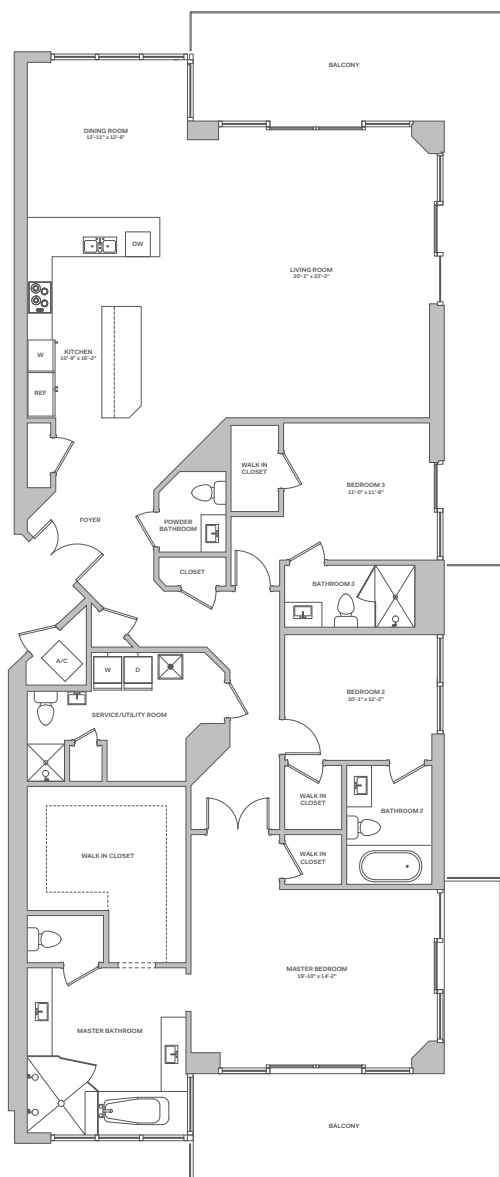 BALCONY
DINING ROOM
12'-11" x 12'-6"
DW
LIVING ROOM
20'-1" x 23'-3"
KITCHEN
10'-8" x 16'-2"
W
REF
WALK IN
CLOSET
BEDROOM 3
11'-0" x 11'-9"
FOYER
POWDER
BATHROOM
CLOSET
BATHROOM 3
A/C
W
D
BEDROOM 2
10'-1" x 12'-2"
SERVICE/UTILITY ROOM
WALK IN
CLOSET
BATHROOM 2
WALK IN CLOSET
WALK IN
CLOSET
MASTER BEDROOM
19'-10" x 14'-2"
MASTER BATHROOM
BALCONY